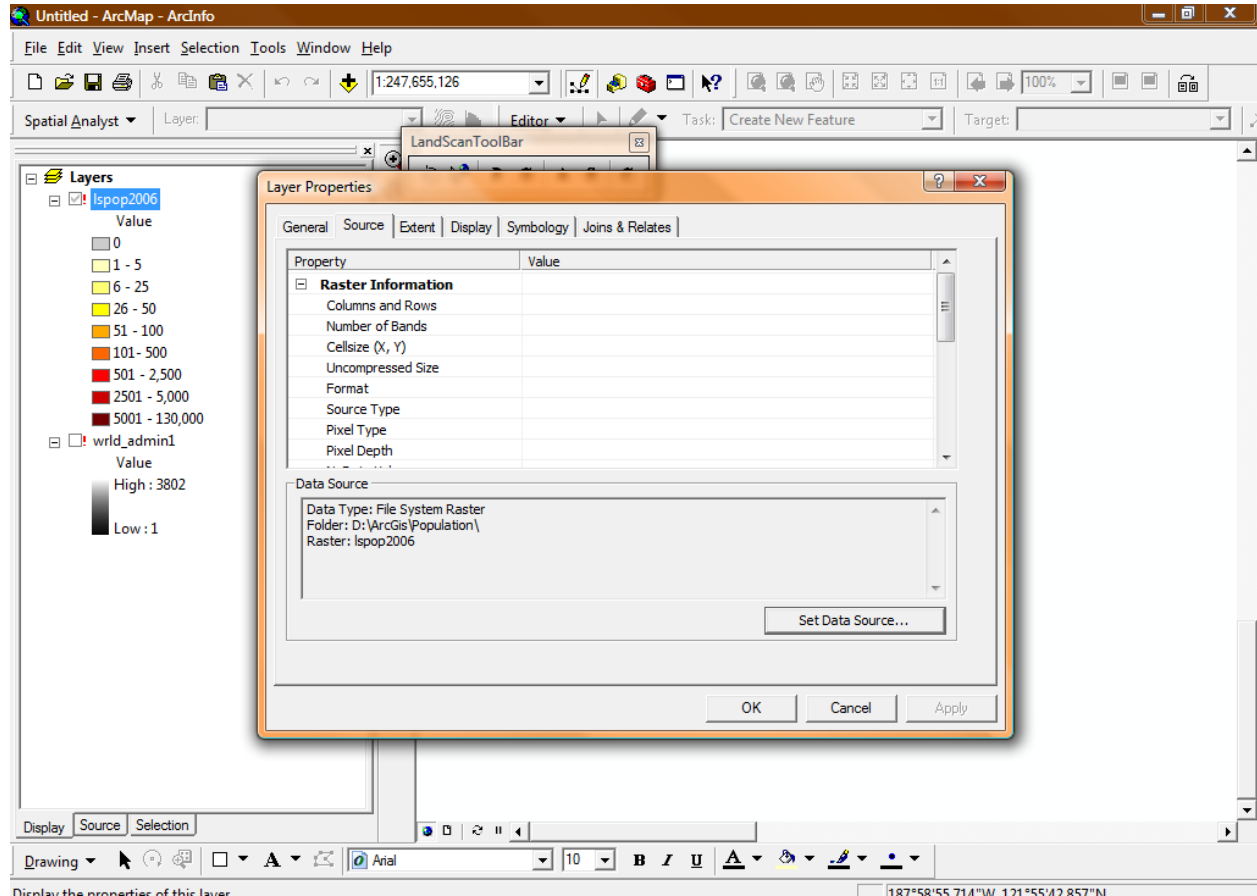 Untitled - ArcMap - ArcInfo
File Edit View Insert Selection Tools Window Help
1:247,655,126 100%
Spatial Analyst Layer: Editor Task: Create New Feature Target:
LandScanToolBar
Layers
lspop2006
Value
0
1 - 5
6 - 25
26 - 50
51 - 100
101- 500
501 - 2,500
2501 - 5,000
5001 - 130,000
wrld_admin1
Value
High : 3802
Low : 1
Layer Properties
General Source Extent Display Symbology Joins & Relates
Property Value
Raster Information
Columns and Rows
Number of Bands
Cellsize (X, Y)
Uncompressed Size
Format
Source Type
Pixel Type
Pixel Depth
Data Source
Data Type: File System Raster
Folder: D:\ArcGis\Population\
Raster: lspop2006
Set Data Source...
OK Cancel Apply
Display Source Selection
Drawing A Arial 10 B I U A
Display the properties of this layer 187°58'55.714"W 121°55'42.857"N